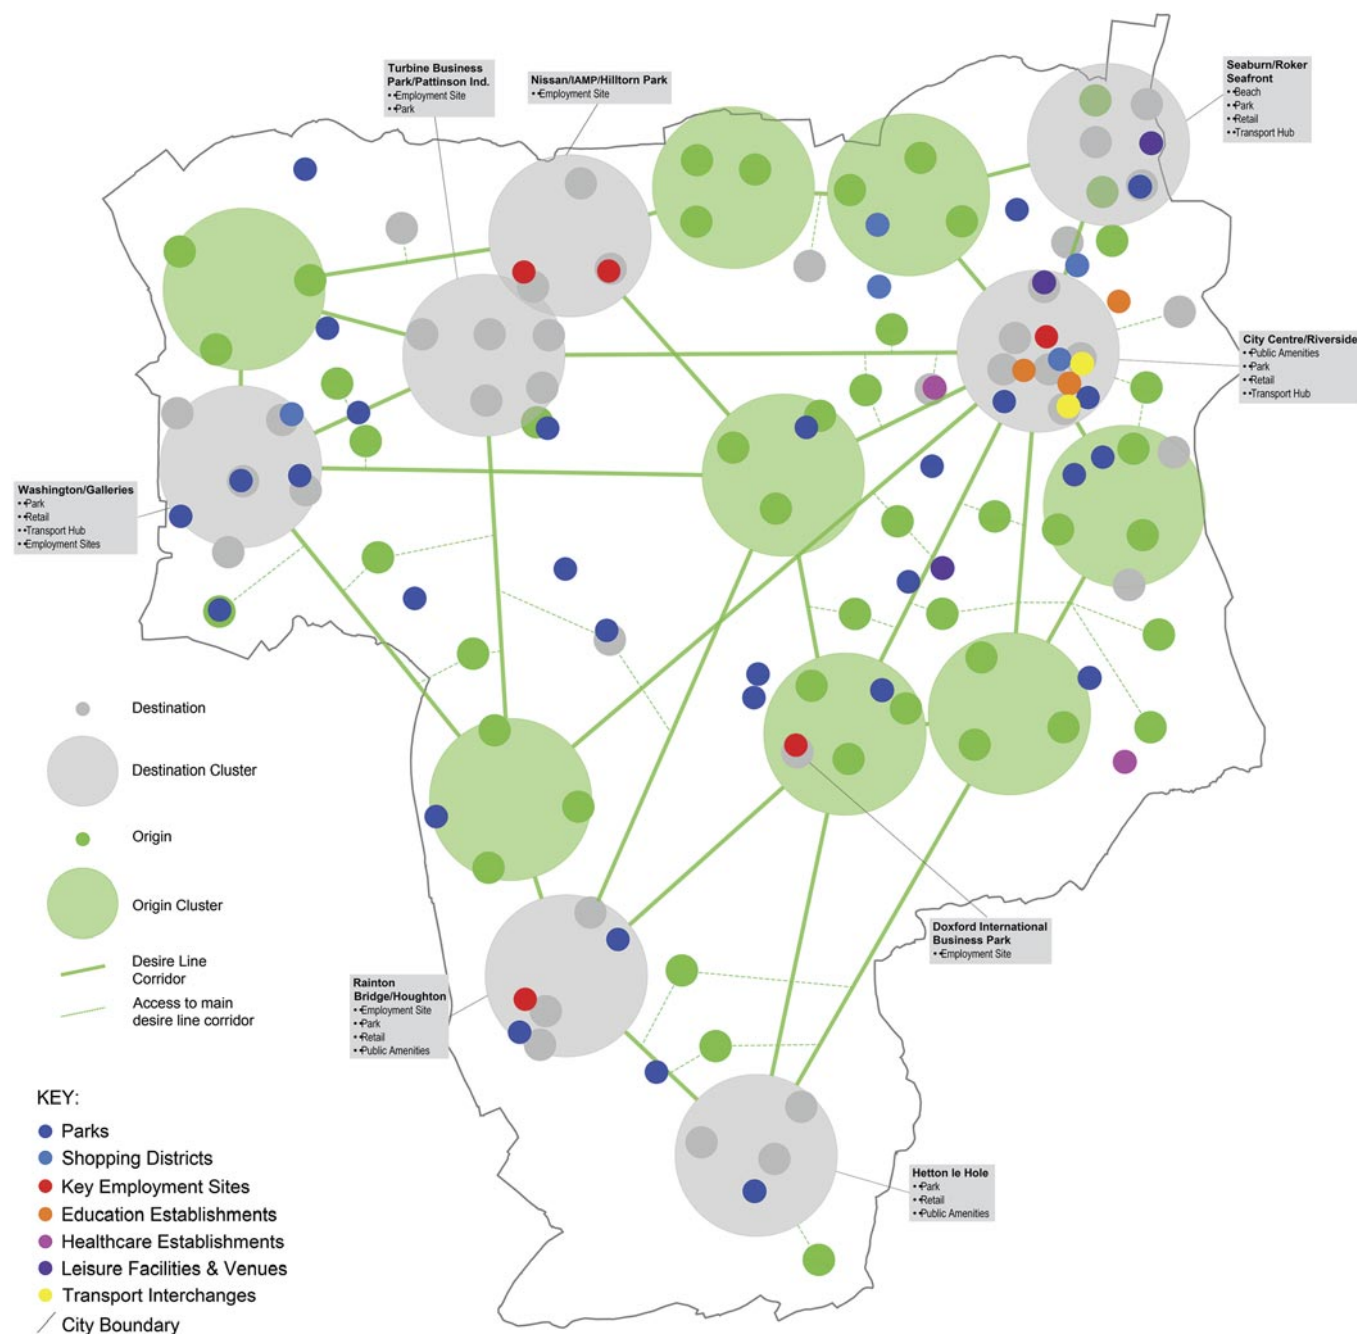 Turbine Business
Park/Pattinson Ind.
•Employment Site
•Park
Nissan/IAMP/Hilltorn Park
•Employment Site
Seaburn/Roker
Seafront
•Beach
•Park
•Retail
•Transport Hub
City Centre/Riverside
•Public Amenities
•Park
•Retail
•Transport Hub
Washington/Galleries
•Park
•Retail
•Transport Hub
•Employment Sites
Destination
Destination Cluster
Origin
Origin Cluster
Desire Line
Corridor
Access to main
desire line corridor
Doxford International
Business Park
•Employment Site
Rainton
Bridge/Houghton
•Employment Site
•Park
•Retail
•Public Amenities
Hetton le Hole
•Park
•Retail
•Public Amenities
KEY:
Parks
Shopping Districts
Key Employment Sites
Education Establishments
Healthcare Establishments
Leisure Facilities & Venues
Transport Interchanges
City Boundary